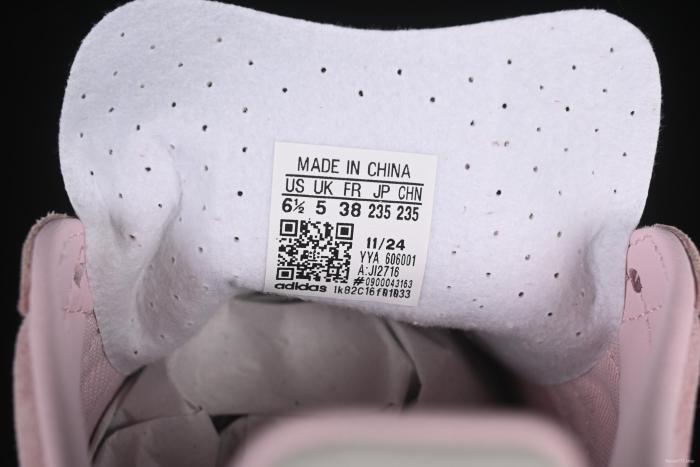 MADE IN CHINA
US UK FR JP CHN
6½ 5 38 235 235
11/24
YYA 606001
A:JI2716
#0900043163
adidas 1kB2C16f01033